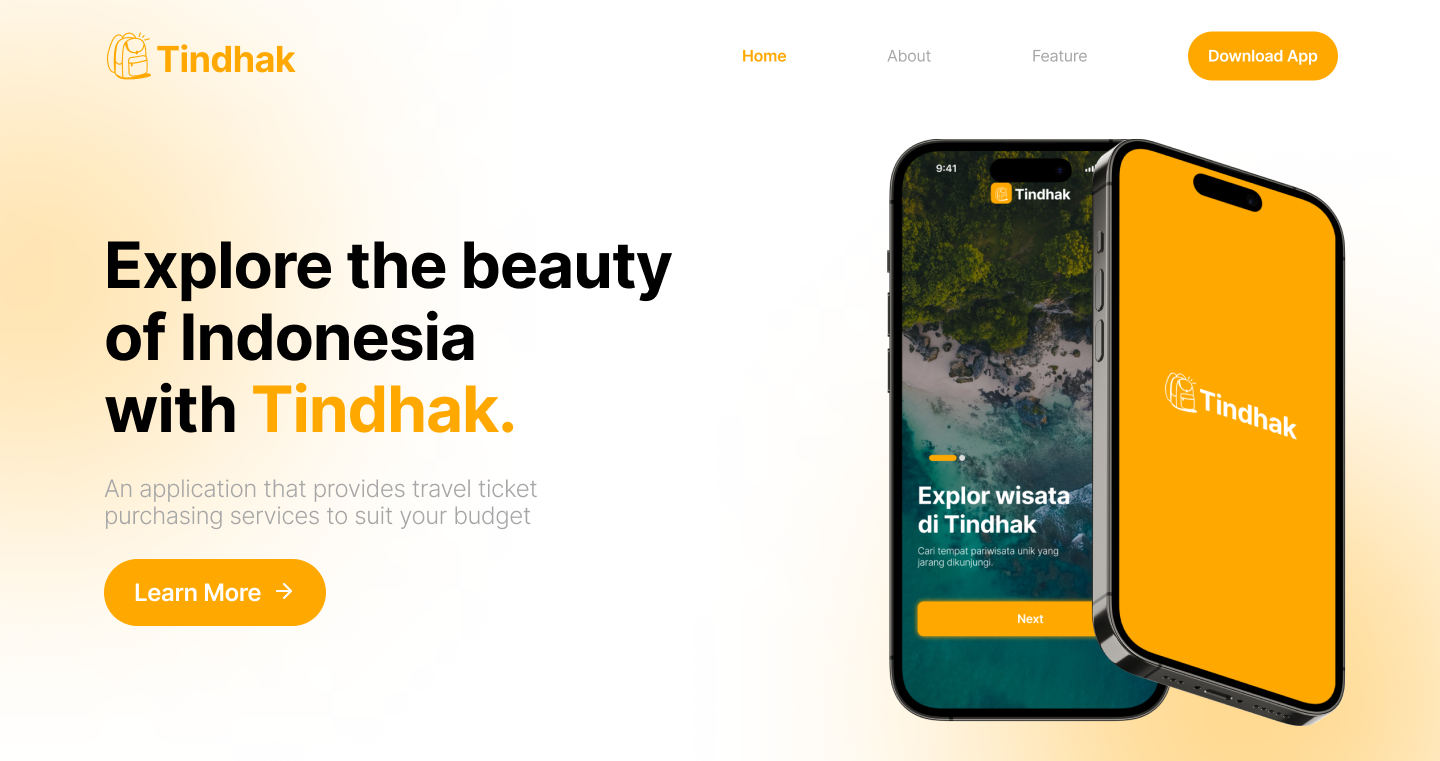 Tindhak
Home
About
Feature
Download App
Explore the beauty
of Indonesia
with Tindhak.
An application that provides travel ticket
purchasing services to suit your budget
Learn More →
9:41
Tindhak
Explor wisata
di Tindhak
Cari tempat pariwisata unik yang
jarang dikunjungi.
Next
Tindhak